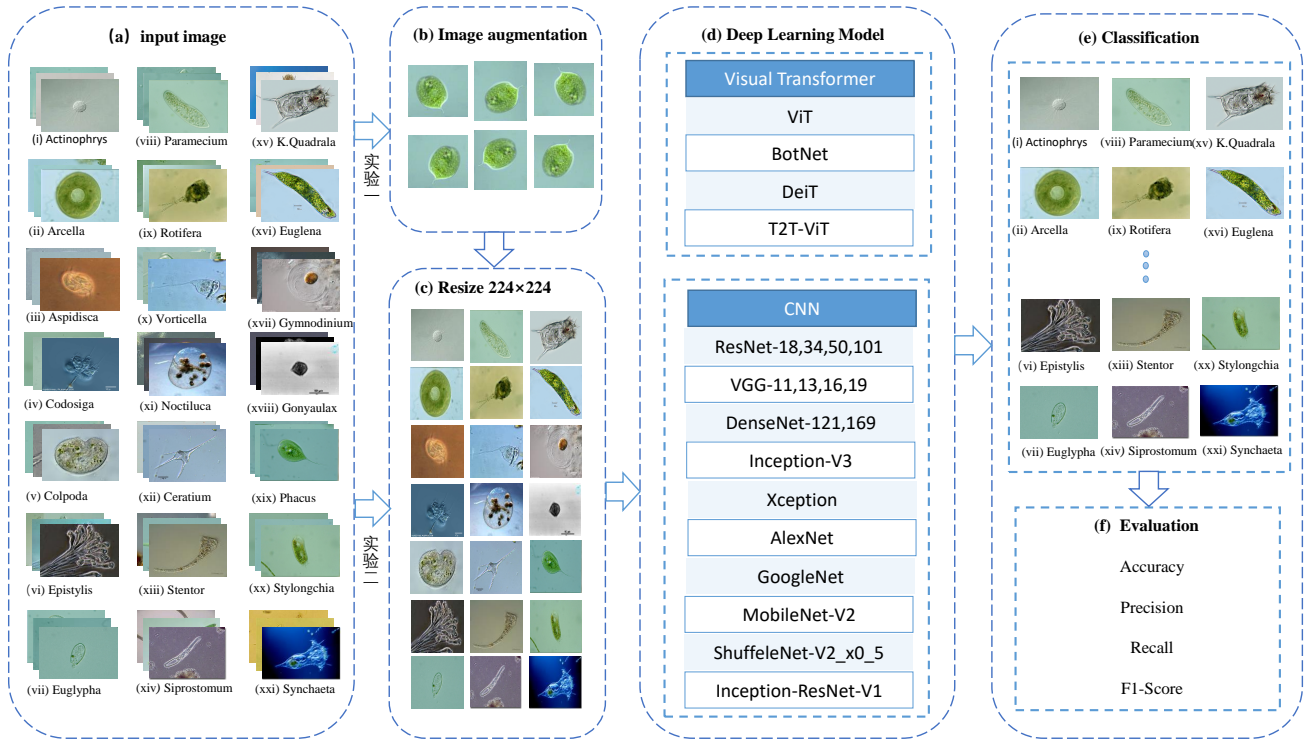 (a) input image
(i) Actinophrys
(viii) Paramecium
(xv) K.Quadrala
(ii) Arcella
(ix) Rotifera
(xvi) Euglena
(iii) Aspidisca
(x) Vorticella
(xvii) Gymnodinium
(iv) Codosiga
(xi) Noctiluca
(xviii) Gonyaulax
(v) Colpoda
(xii) Ceratium
(xix) Phacus
(vi) Epistylis
(xiii) Stentor
(xx) Stylongchia
(vii) Euglypha
(xiv) Siprostomum
(xxi) Synchaeta
实验一
实验二
(b) Image augmentation
(c) Resize 224×224
(d) Deep Learning Model
Visual Transformer
ViT
BotNet
DeiT
T2T-ViT
CNN
ResNet-18,34,50,101
VGG-11,13,16,19
DenseNet-121,169
Inception-V3
Xception
AlexNet
GoogleNet
MobileNet-V2
ShuffeleNet-V2_x0_5
Inception-ResNet-V1
(e) Classification
(i) Actinophrys
(viii) Paramecium
(xv) K.Quadrala
(ii) Arcella
(ix) Rotifera
(xvi) Euglena
(vi) Epistylis
(xiii) Stentor
(xx) Stylongchia
(vii) Euglypha
(xiv) Siprostomum
(xxi) Synchaeta
(f) Evaluation
Accuracy
Precision
Recall
F1-Score